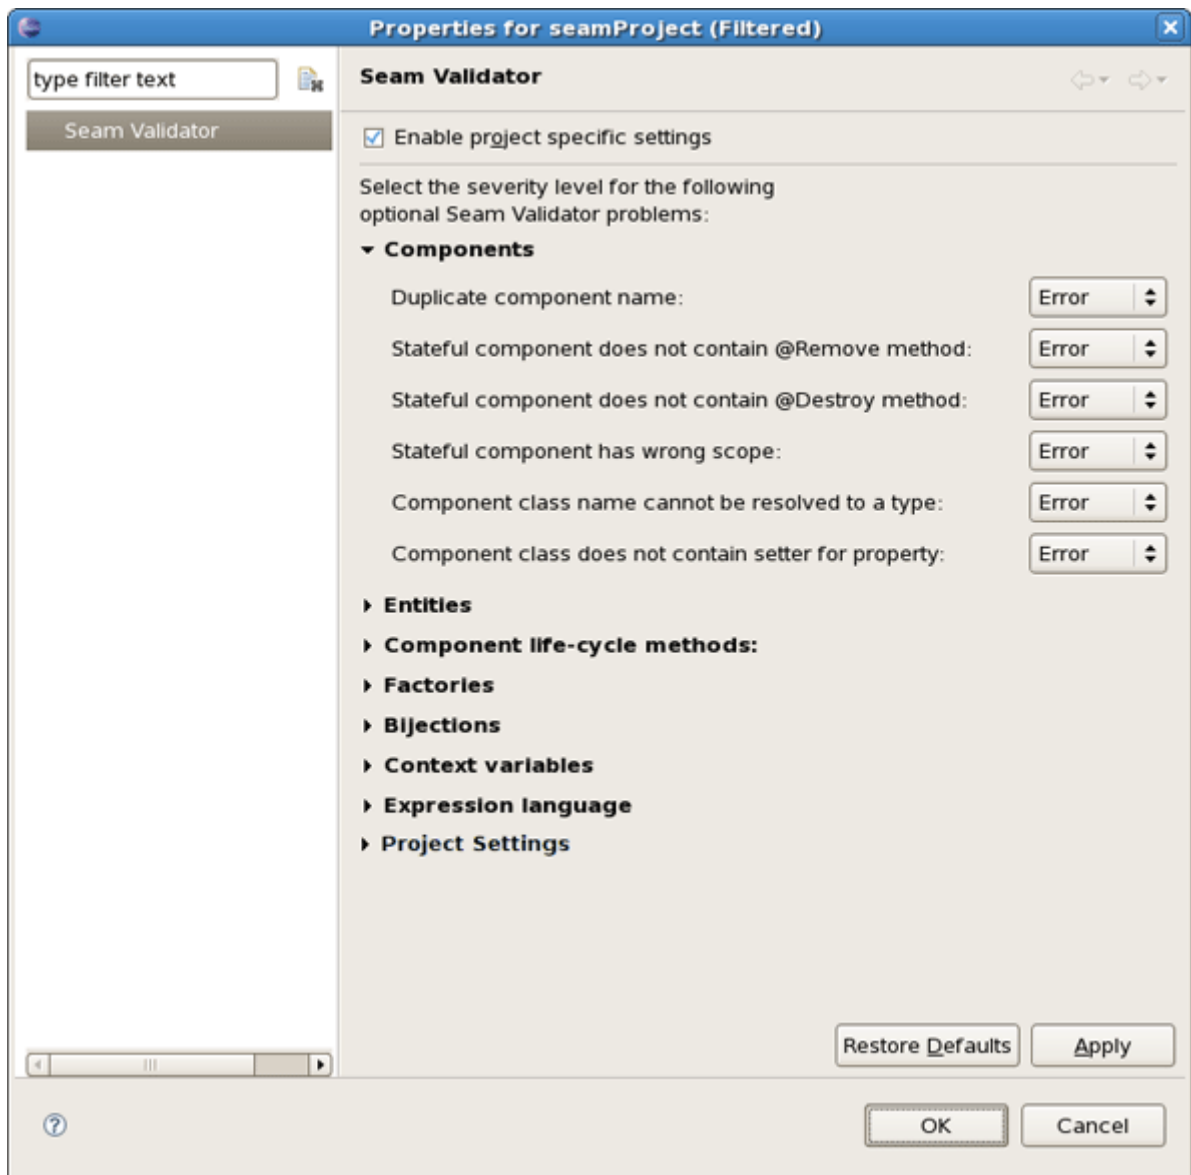 Properties for seamProject (Filtered)
type filter text
Seam Validator
Seam Validator
Enable project specific settings
Select the severity level for the following
optional Seam Validator problems:
Components
Duplicate component name: Error
Stateful component does not contain @Remove method: Error
Stateful component does not contain @Destroy method: Error
Stateful component has wrong scope: Error
Component class name cannot be resolved to a type: Error
Component class does not contain setter for property: Error
Entities
Component life-cycle methods:
Factories
Bijections
Context variables
Expression language
Project Settings
Restore Defaults Apply
OK Cancel